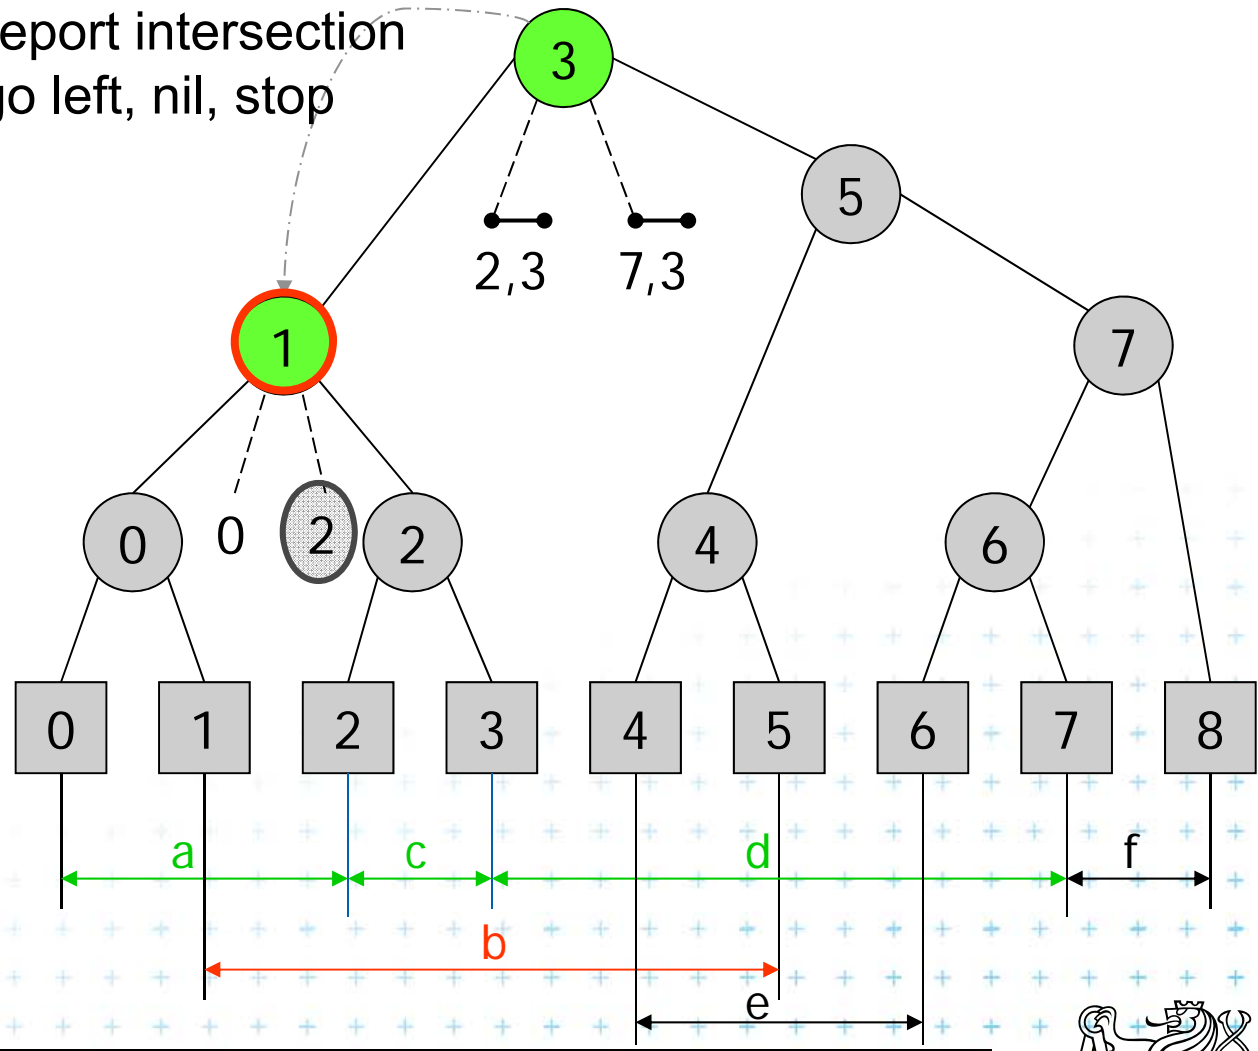 eport intersection
go left, nil, stop
3
5
2,3 7,3
1
7
0 0 2 2 4 6
0 1 2 3 4 5 6 7 8
a c d f
b
e